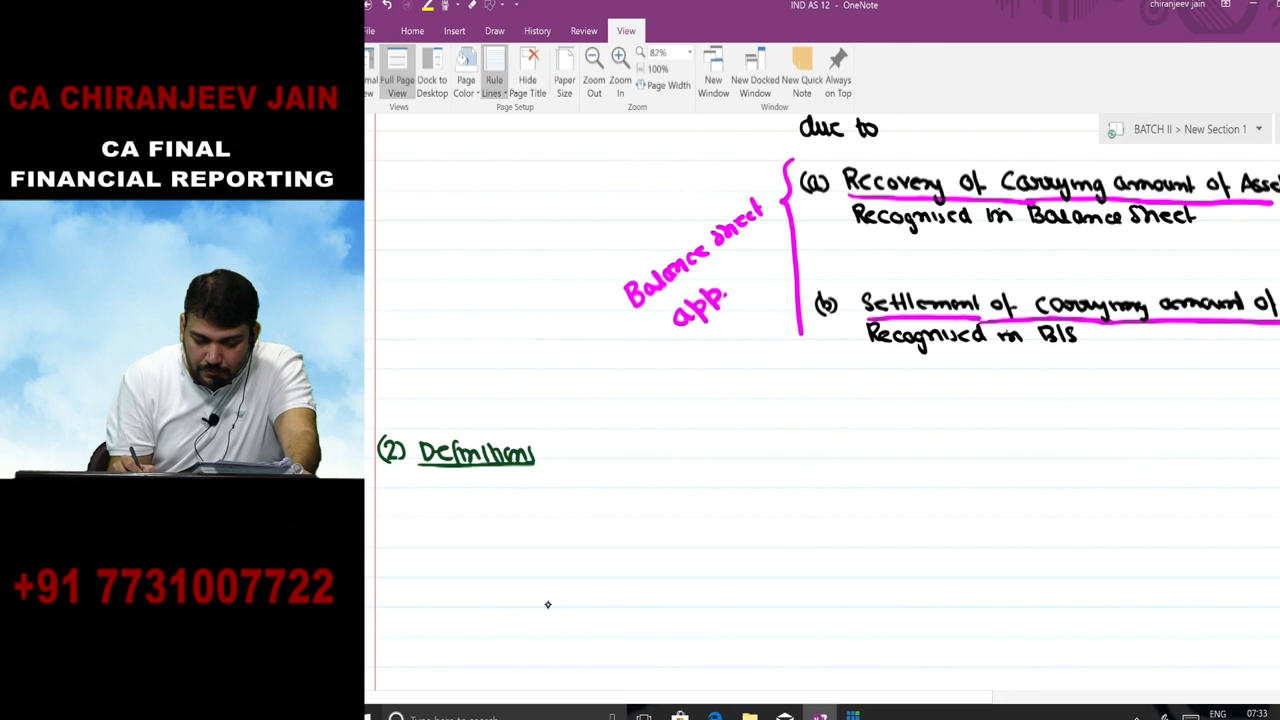 CA CHIRANJEEV JAIN
CA FINAL
FINANCIAL REPORTING
+91 7731007722
IND AS 12 - OneNote
chiranjeev jain
File Home Insert Draw History Review View
Full Page View
Dock to Desktop
Page Color
Rule Lines
Hide Page Title
Paper Size
Zoom Out
Zoom In
82%
100%
Page Width
New Window
New Docked Window
New Quick Note
Always on Top
Views
Page Setup
Zoom
Window
BATCH II > New Section 1
due to
(a) Recovery of Carrying amount of Asse
Recognised in Balance Sheet
Balance Sheet
app.
(b) Settlement of Carrying amount of
Recognised in B/S
(2) Definitions
ENG
07:33